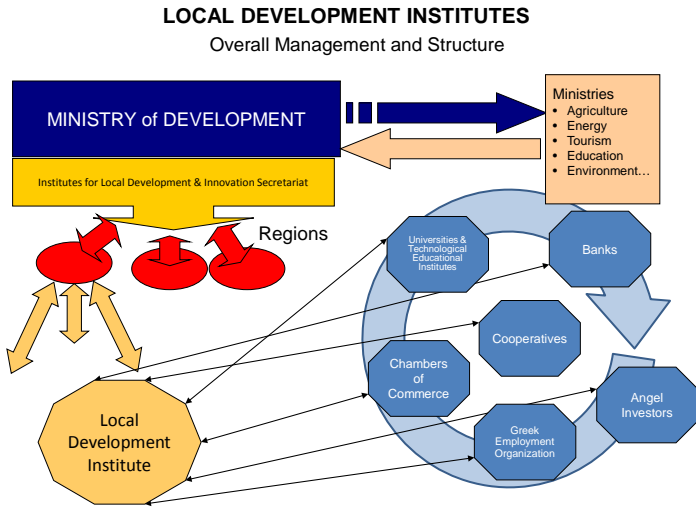 LOCAL DEVELOPMENT INSTITUTES
Overall Management and Structure
MINISTRY of DEVELOPMENT
Institutes for Local Development & Innovation Secretariat
Ministries
• Agriculture
• Energy
• Tourism
• Education
• Environment…
Regions
Universities &
Technological
Educational
Institutes
Banks
Cooperatives
Chambers
of
Commerce
Angel
Investors
Greek
Employment
Organization
Local
Development
Institute